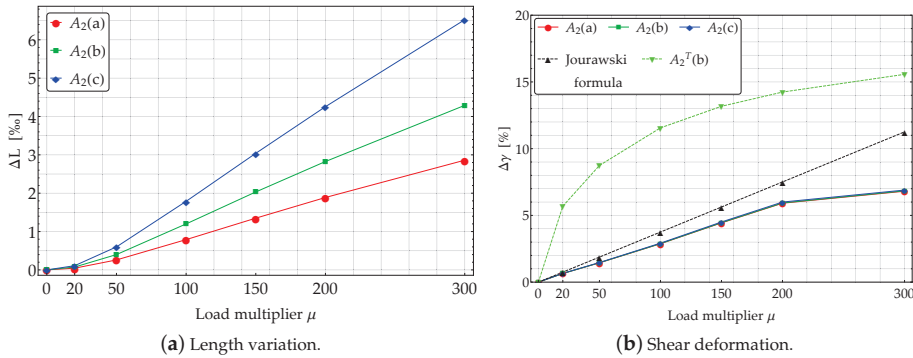 A₂(a)
A₂(b)
A₂(c)
ΔL [‰]
6
5
4
3
2
1
0
0 20 50 100 150 200 300
Load multiplier μ
(a) Length variation.
A₂(a) A₂(b) A₂(c)
Jourawski A₂ᵀ(b)
formula
Δγ [%]
20
15
10
5
0
0 20 50 100 150 200 300
Load multiplier μ
(b) Shear deformation.